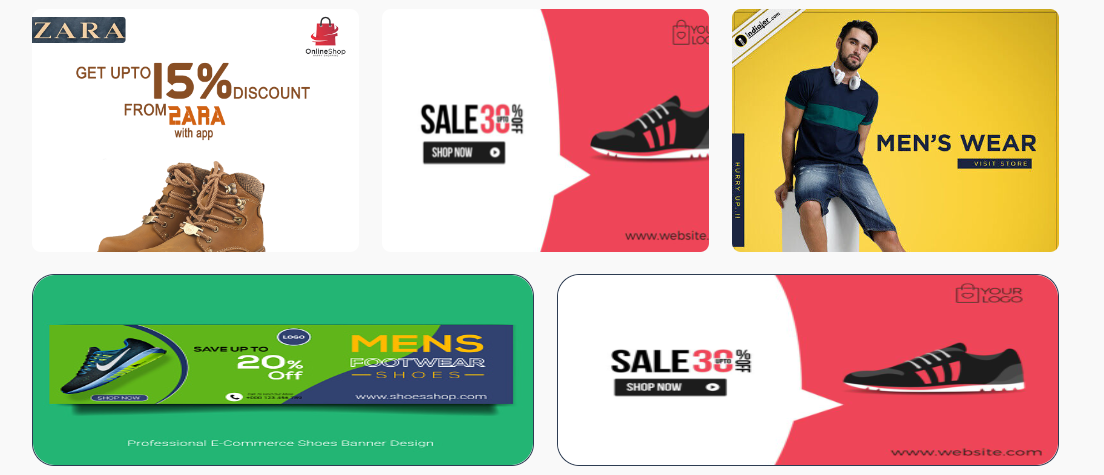 ZARA
OnlineShop
GET UPTO 15% DISCOUNT
FROM ZARA
with app
YOUR
LOG
SALE 30% UPTO OFF
SHOP NOW
www.website.
indiajer.com
MEN'S WEAR
VISIT STORE
HURRY UP, !!
LOGO
SAVE UP TO
20%
Off
SHOP NOW
MENS
FOOTWEAR
SHOES
www.shoesshop.com
Professional E-Commerce Shoes Banner Design
YOUR
LOGO
SALE 30% UPTO OFF
SHOP NOW
www.website.com